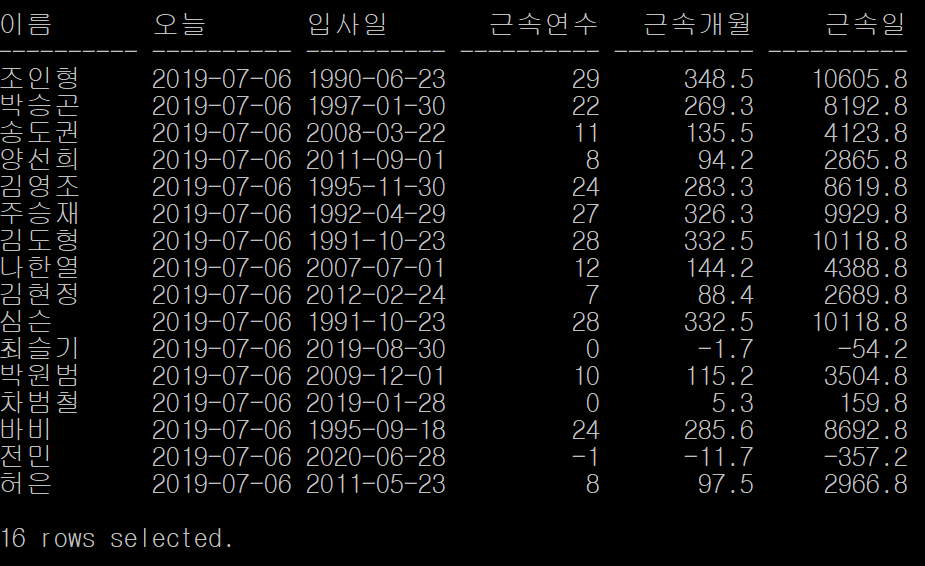 이름 오늘 입사일 근속연수 근속개월 근속일
---------- ---------- ---------- ---------- ---------- ----------
조인형 2019-07-06 1990-06-23 29 348.5 10605.8
박승곤 2019-07-06 1997-01-30 22 269.3 8192.8
송도권 2019-07-06 2008-03-22 11 135.5 4123.8
양선희 2019-07-06 2011-09-01 8 94.2 2865.8
김영조 2019-07-06 1995-11-30 24 283.3 8619.8
주승재 2019-07-06 1992-04-29 27 326.3 9929.8
김도형 2019-07-06 1991-10-23 28 332.5 10118.8
나한열 2019-07-06 2007-07-01 12 144.2 4388.8
김현정 2019-07-06 2012-02-24 7 88.4 2689.8
심슨 2019-07-06 1991-10-23 28 332.5 10118.8
최슬기 2019-07-06 2019-08-30 0 -1.7 -54.2
박원범 2019-07-06 2009-12-01 10 115.2 3504.8
차범철 2019-07-06 2019-01-28 0 5.3 159.8
바비 2019-07-06 1995-09-18 24 285.6 8692.8
전민 2019-07-06 2020-06-28 -1 -11.7 -357.2
허은 2019-07-06 2011-05-23 8 97.5 2966.8
16 rows selected.